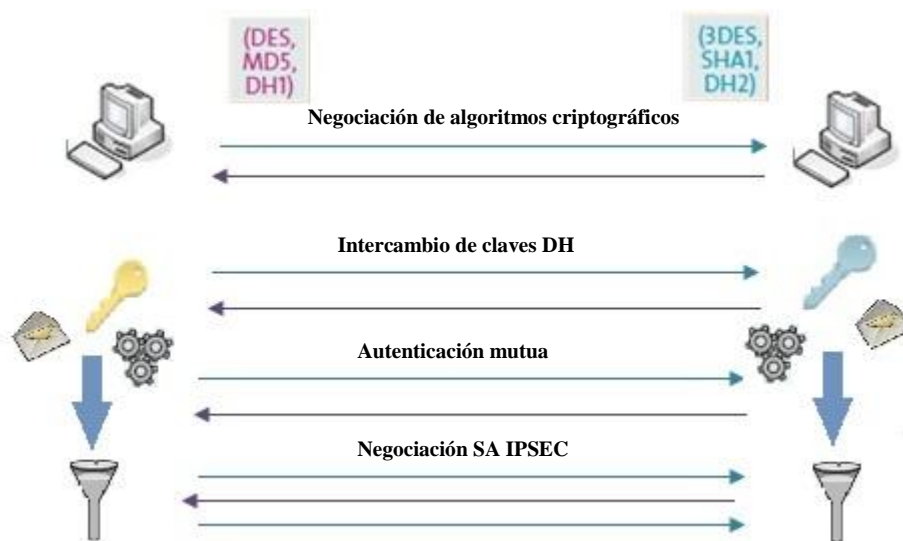 (DES,
MD5,
DH1)
(3DES,
SHA1,
DH2)
Negociación de algoritmos criptográficos
Intercambio de claves DH
Autenticación mutua
Negociación SA IPSEC